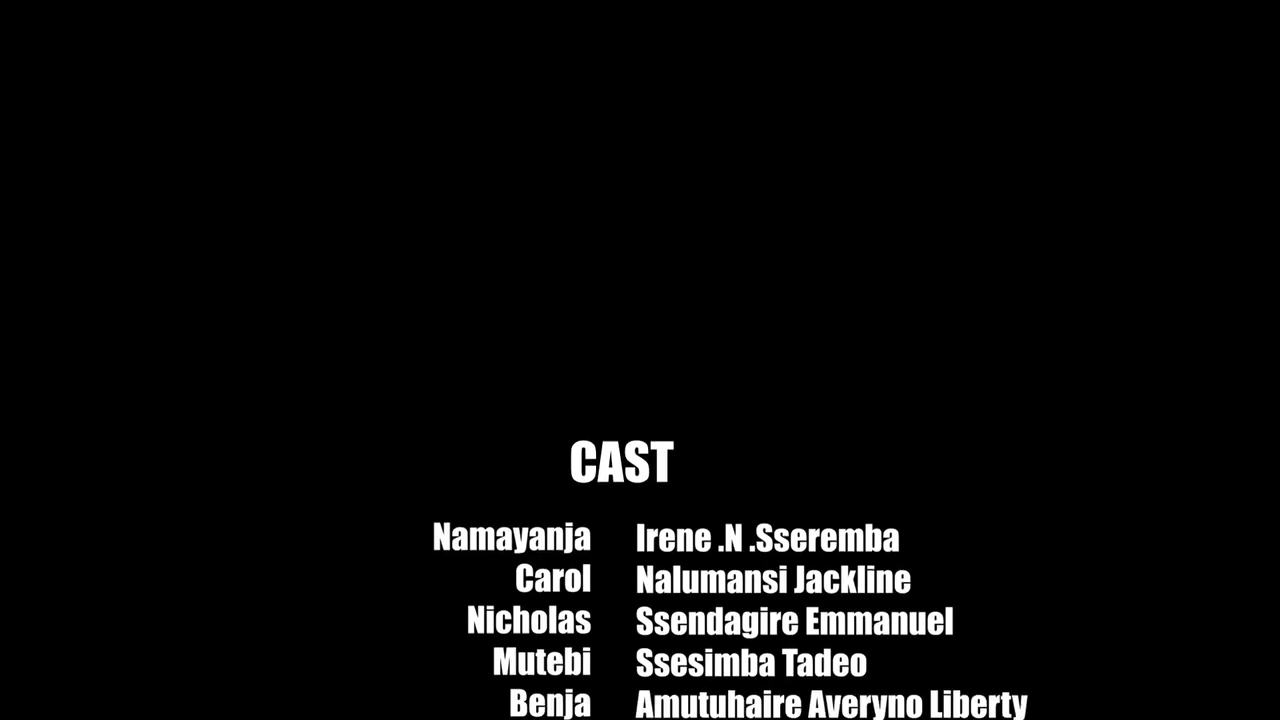 CAST
Namayanja Irene .N .Sseremba
Carol Nalumansi Jackline
Nicholas Ssendagire Emmanuel
Mutebi Ssesimba Tadeo
Benja Amutuhaire Averyno Liberty